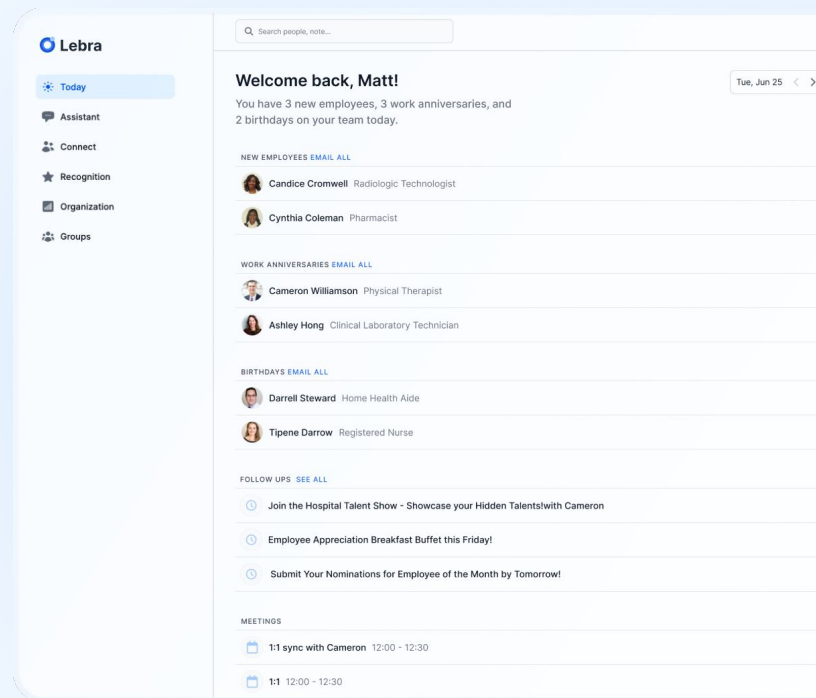 Lebra
Today
Assistant
Connect
Recognition
Organization
Groups
Search people, note...
Welcome back, Matt!
Tue, Jun 25
You have 3 new employees, 3 work anniversaries, and
2 birthdays on your team today.
NEW EMPLOYEES EMAIL ALL
Candice Cromwell Radiologic Technologist
Cynthia Coleman Pharmacist
WORK ANNIVERSARIES EMAIL ALL
Cameron Williamson Physical Therapist
Ashley Hong Clinical Laboratory Technician
BIRTHDAYS EMAIL ALL
Darrell Steward Home Health Aide
Tipene Darrow Registered Nurse
FOLLOW UPS SEE ALL
Join the Hospital Talent Show - Showcase your Hidden Talents!with Cameron
Employee Appreciation Breakfast Buffet this Friday!
Submit Your Nominations for Employee of the Month by Tomorrow!
MEETINGS
1:1 sync with Cameron 12:00 - 12:30
1:1 12:00 - 12:30